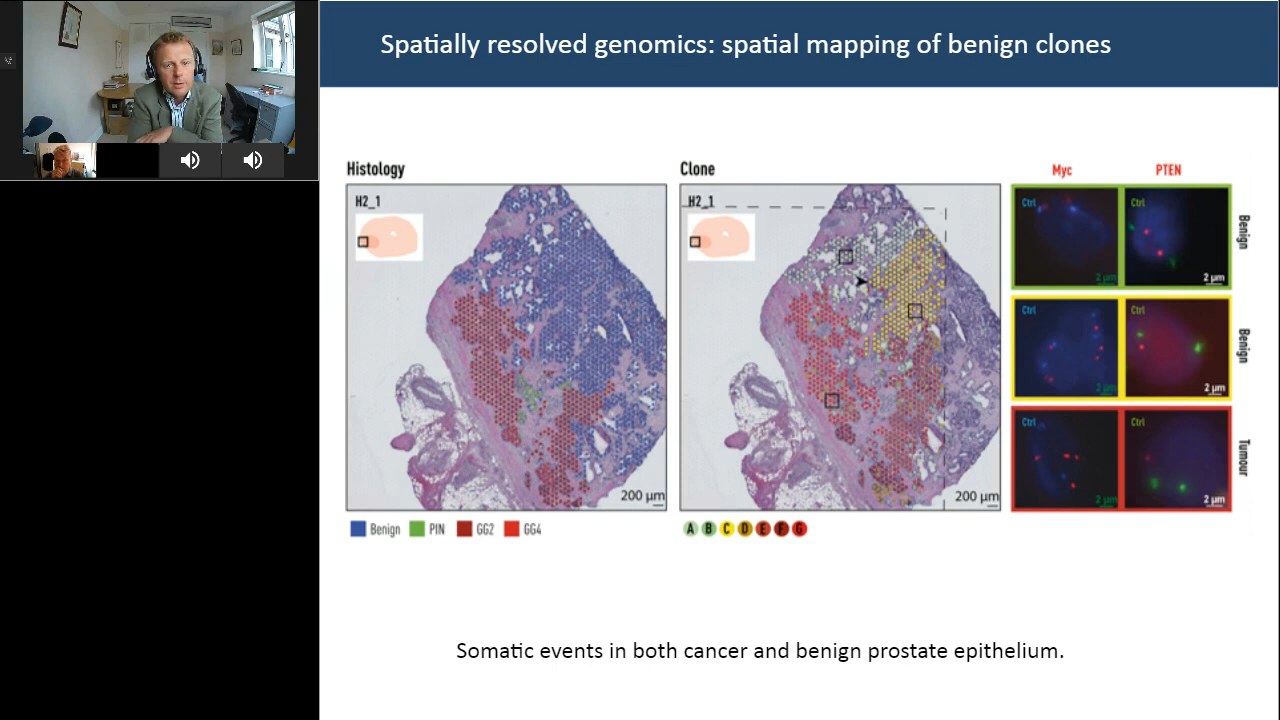 Spatially resolved genomics: spatial mapping of benign clones
Histology
H2_1
200 µm
Benign PIN GG2 GG4
Clone
H2_1
200 µm
A B C D E F G
Myc PTEN
Ctrl Ctrl
2 µm 2 µm
Benign
Ctrl Ctrl
2 µm 2 µm
Benign
Ctrl Ctrl
2 µm 2 µm
Tumour
Somatic events in both cancer and benign prostate epithelium.